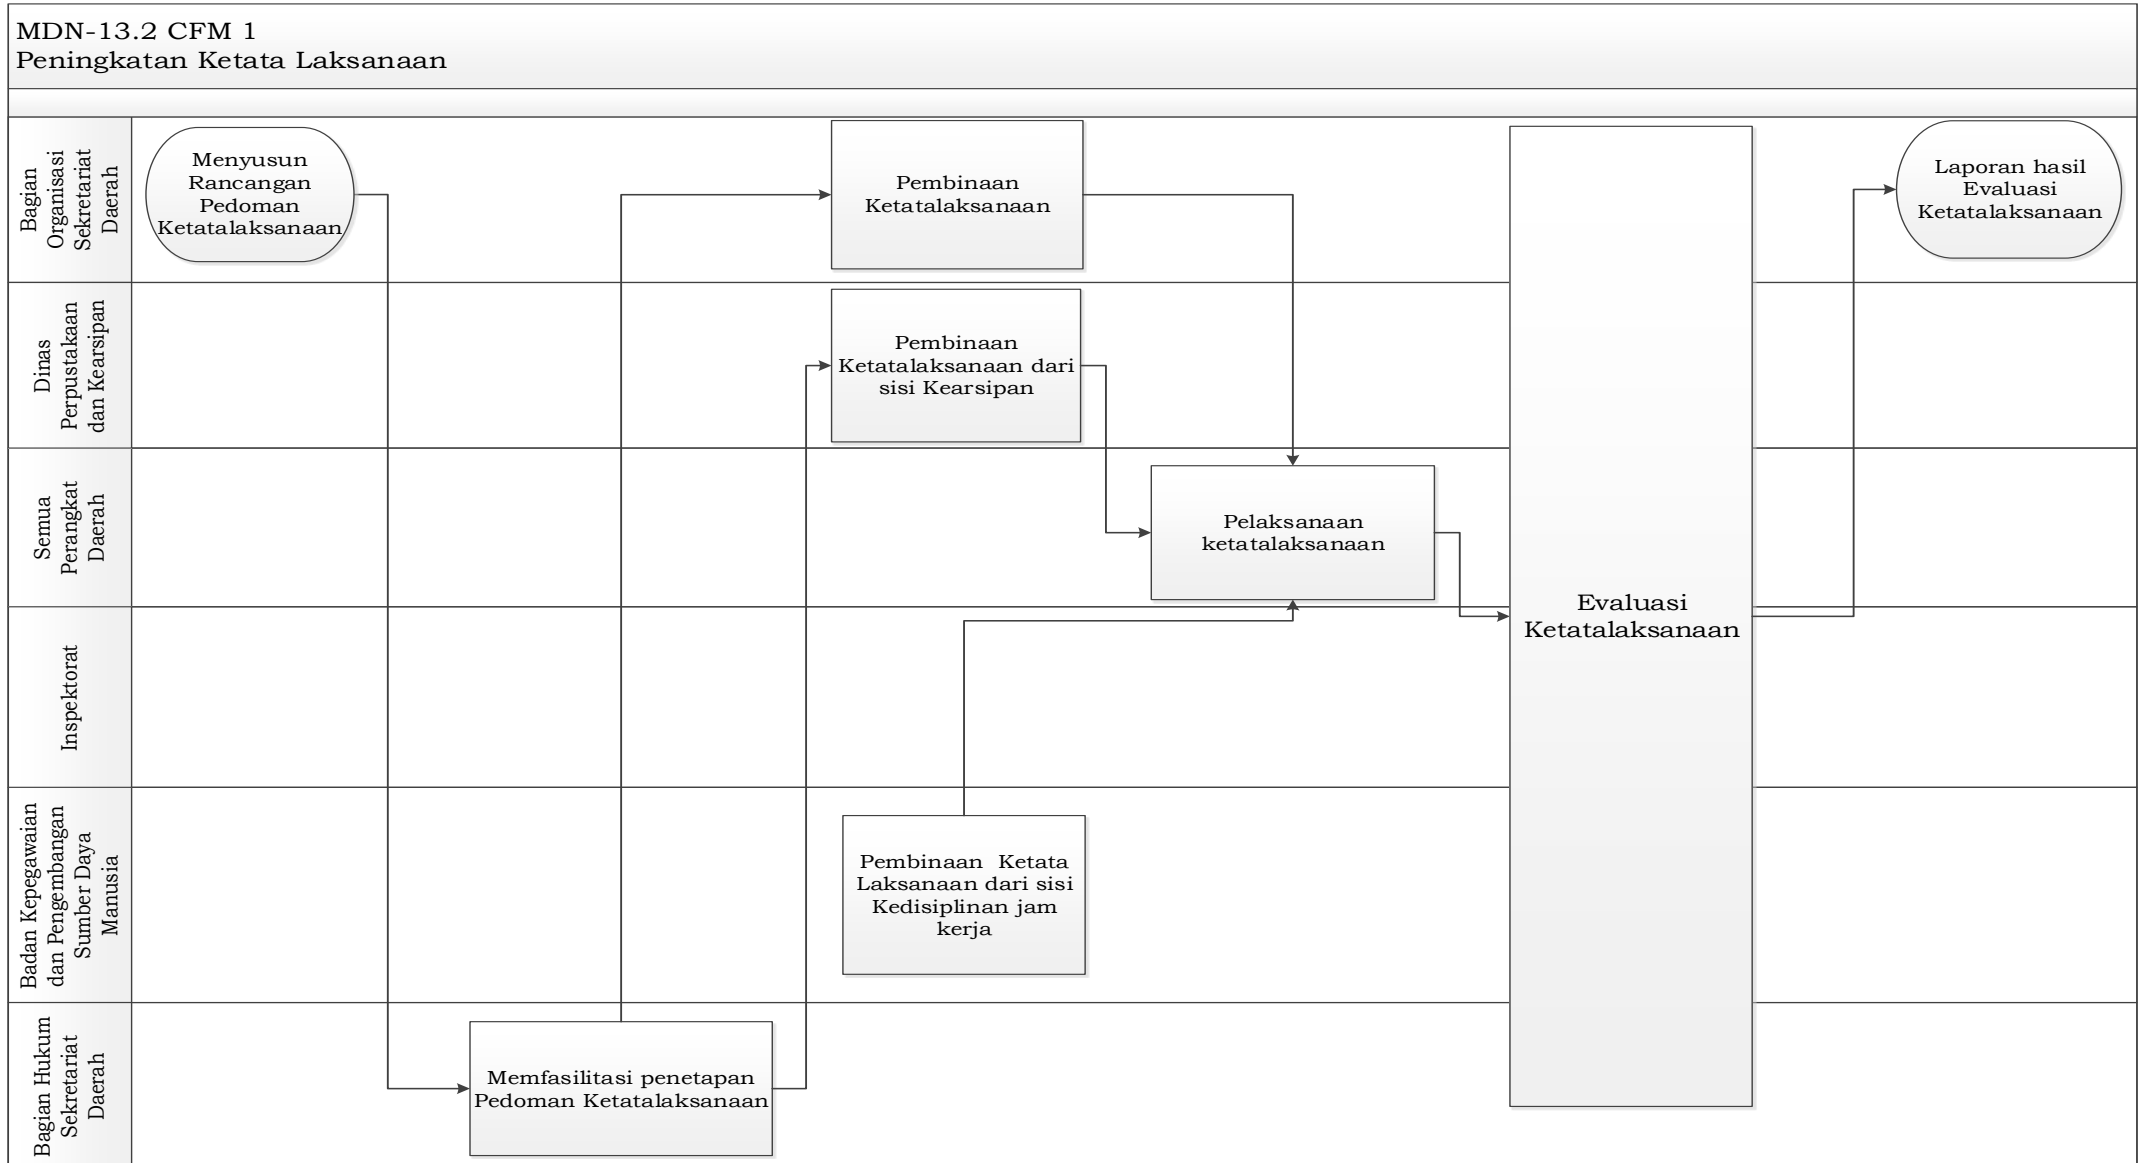 MDN-13.2 CFM 1
Peningkatan Ketata Laksanaan
Bagian
Organisasi
Sekretariat
Daerah
Menyusun
Rancangan
Pedoman
Ketatalaksanaan
Pembinaan
Ketatalaksanaan
Laporan hasil
Evaluasi
Ketatalaksanaan
Dinas
Perpustakaan
dan Kearsipan
Pembinaan
Ketatalaksanaan dari
sisi Kearsipan
Semua
Perangkat
Daerah
Pelaksanaan
ketatalaksanaan
Evaluasi
Ketatalaksanaan
Inspektorat
Badan Kepegawaian
dan Pengembangan
Sumber Daya
Manusia
Pembinaan  Ketata
Laksanaan dari sisi
Kedisiplinan jam
kerja
Bagian Hukum
Sekretariat
Daerah
Memfasilitasi penetapan
Pedoman Ketatalaksanaan